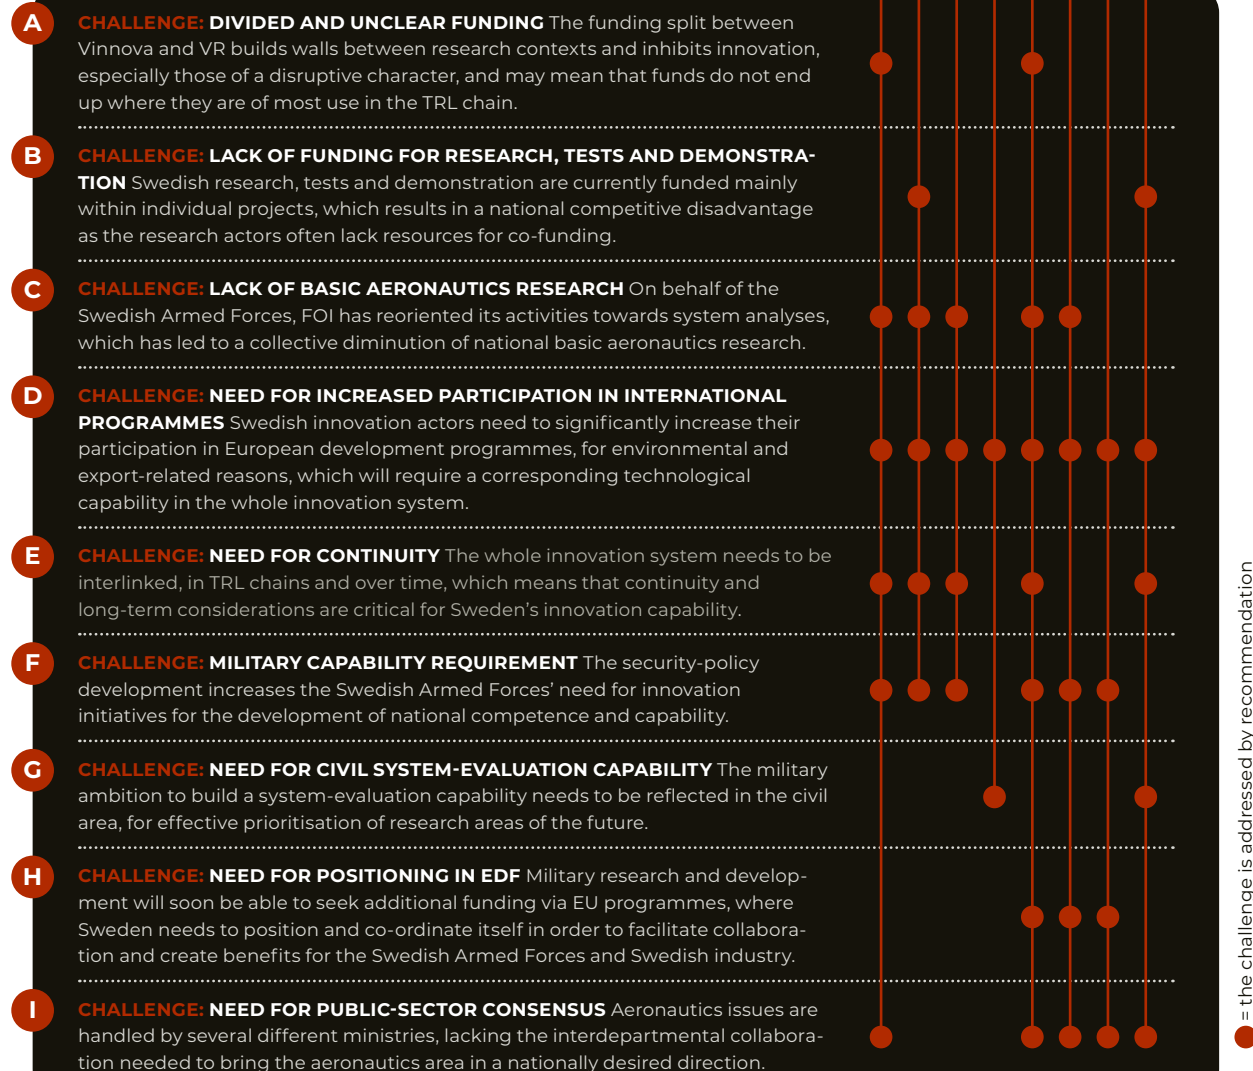 A
CHALLENGE: DIVIDED AND UNCLEAR FUNDING The funding split between
Vinnova and VR builds walls between research contexts and inhibits innovation,
especially those of a disruptive character, and may mean that funds do not end
up where they are of most use in the TRL chain.
B
CHALLENGE: LACK OF FUNDING FOR RESEARCH, TESTS AND DEMONSTRA-
TION Swedish research, tests and demonstration are currently funded mainly
within individual projects, which results in a national competitive disadvantage
as the research actors often lack resources for co-funding.
C
CHALLENGE: LACK OF BASIC AERONAUTICS RESEARCH On behalf of the
Swedish Armed Forces, FOI has reoriented its activities towards system analyses,
which has led to a collective diminution of national basic aeronautics research.
D
CHALLENGE: NEED FOR INCREASED PARTICIPATION IN INTERNATIONAL
PROGRAMMES Swedish innovation actors need to significantly increase their
participation in European development programmes, for environmental and
export-related reasons, which will require a corresponding technological
capability in the whole innovation system.
E
CHALLENGE: NEED FOR CONTINUITY The whole innovation system needs to be
interlinked, in TRL chains and over time, which means that continuity and
long-term considerations are critical for Sweden’s innovation capability.
F
CHALLENGE: MILITARY CAPABILITY REQUIREMENT The security-policy
development increases the Swedish Armed Forces’ need for innovation
initiatives for the development of national competence and capability.
G
CHALLENGE: NEED FOR CIVIL SYSTEM-EVALUATION CAPABILITY The military
ambition to build a system-evaluation capability needs to be reflected in the civil
area, for effective prioritisation of research areas of the future.
H
CHALLENGE: NEED FOR POSITIONING IN EDF Military research and develop-
ment will soon be able to seek additional funding via EU programmes, where
Sweden needs to position and co-ordinate itself in order to facilitate collabora-
tion and create benefits for the Swedish Armed Forces and Swedish industry.
I
CHALLENGE: NEED FOR PUBLIC-SECTOR CONSENSUS Aeronautics issues are
handled by several different ministries, lacking the interdepartmental collabora-
tion needed to bring the aeronautics area in a nationally desired direction.
= the challenge is addressed by recommendation